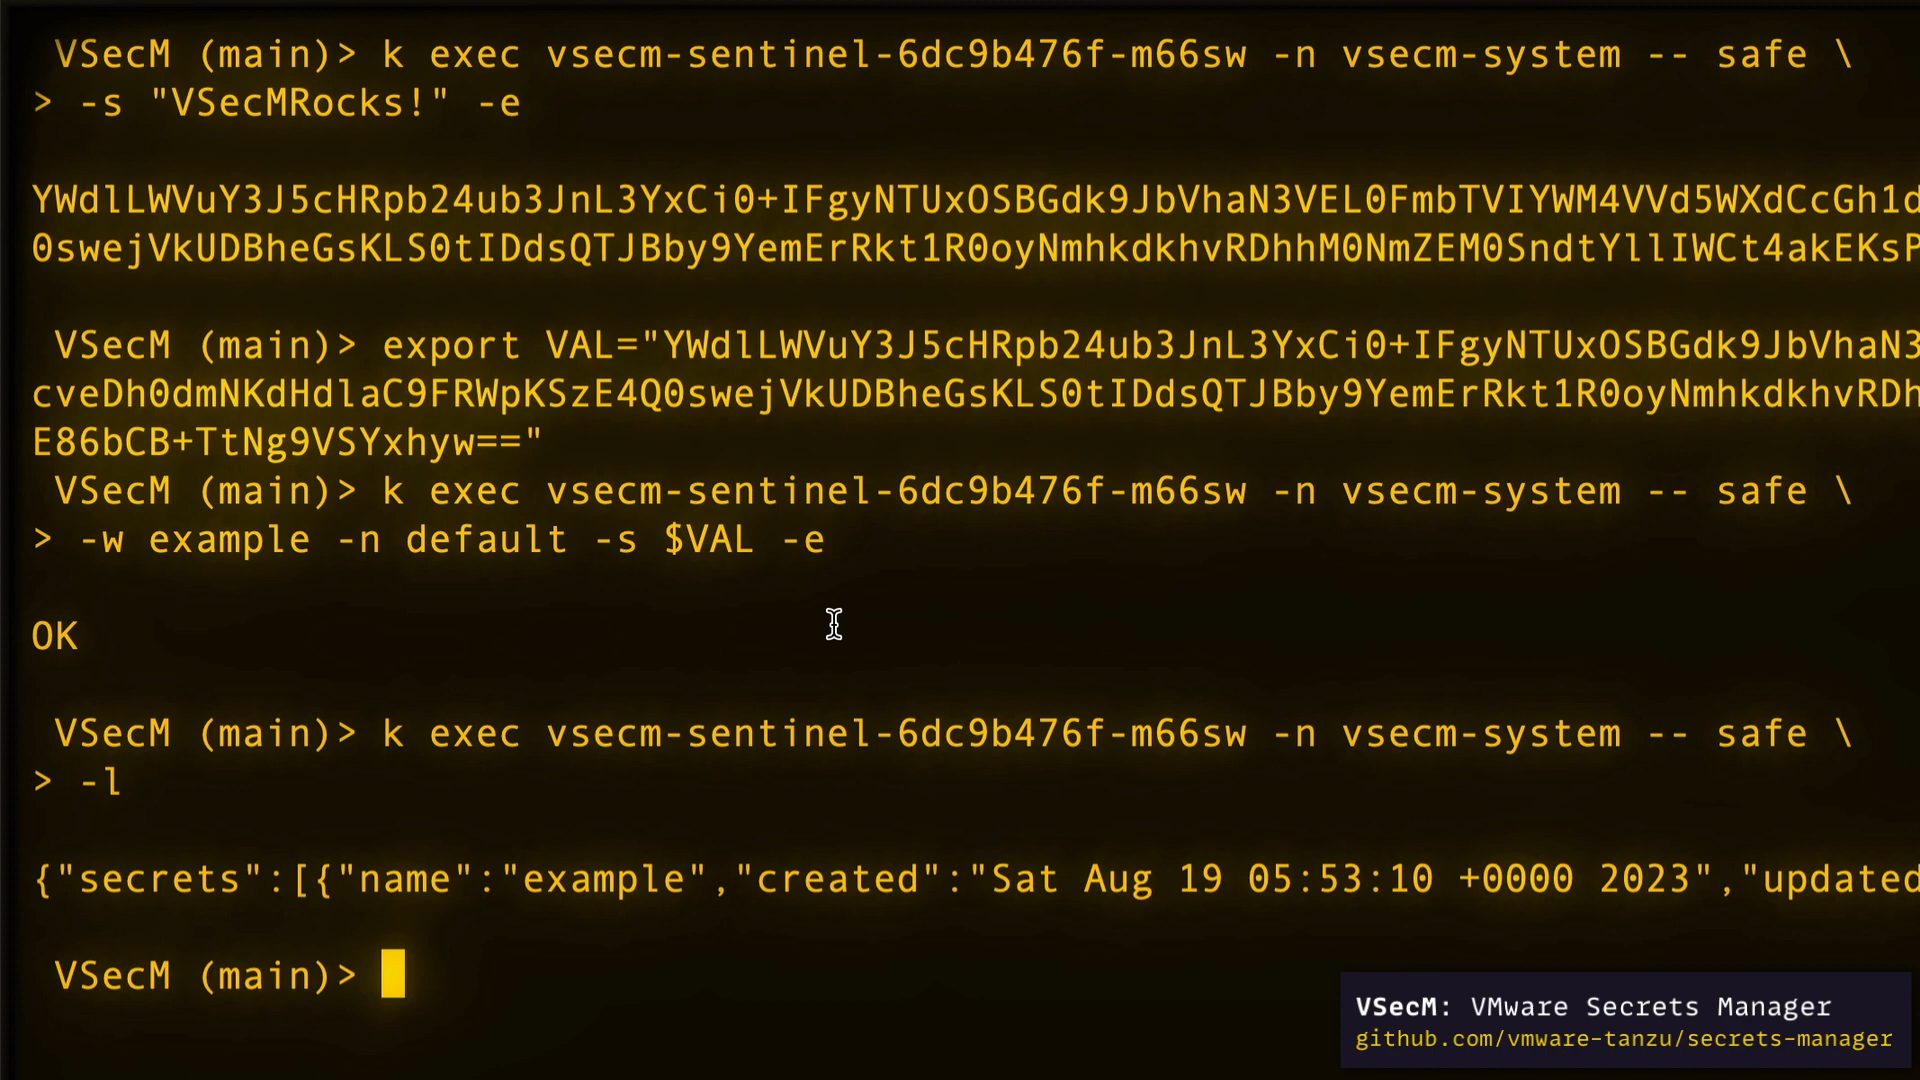 VSecM (main)> k exec vsecm-sentinel-6dc9b476f-m66sw -n vsecm-system -- safe \
> -s "VSecMRocks!" -e
YWdlLWVuY3J5cHRpb24ub3JnL3YxCi0+IFgyNTUxOSBGdk9JbVhaN3VEL0FmbTVIYWM4VVd5WXdCcGh1d
0swejVkUDBheGsKLS0tIDdsQTJBby9YemErRkt1R0oyNmhkdkhvRDhhM0NmZEM0SndtYllIWCt4akEKsP
VSecM (main)> export VAL="YWdlLWVuY3J5cHRpb24ub3JnL3YxCi0+IFgyNTUxOSBGdk9JbVhaN3
cveDh0dmNKdHdlaC9FRWpKSzE4Q0swejVkUDBheGsKLS0tIDdsQTJBby9YemErRkt1R0oyNmhkdkhvRDh
E86bCB+TtNg9VSYxhyw=="
VSecM (main)> k exec vsecm-sentinel-6dc9b476f-m66sw -n vsecm-system -- safe \
> -w example -n default -s $VAL -e
OK
VSecM (main)> k exec vsecm-sentinel-6dc9b476f-m66sw -n vsecm-system -- safe \
> -l
{"secrets":[{"name":"example","created":"Sat Aug 19 05:53:10 +0000 2023","updated
VSecM (main)>
VSecM: VMware Secrets Manager
github.com/vmware-tanzu/secrets-manager